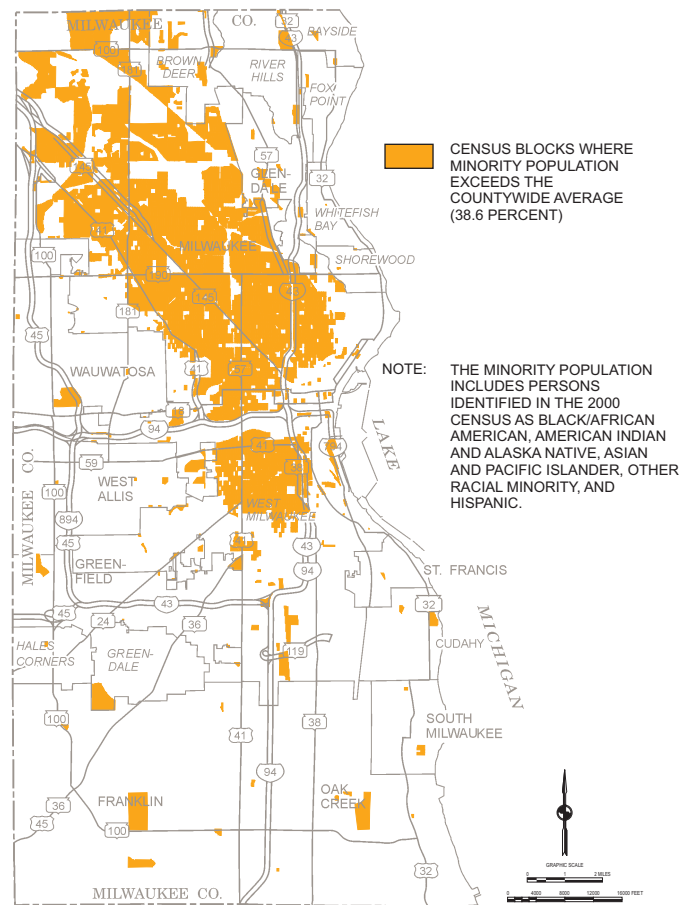 MILWAUKEE CO.
32
43
BAYSIDE
100
181
BROWN
DEER
RIVER
HILLS
FOX
POINT
57
145
GLEN-
DALE
32
WHITEFISH
BAY
41
MILWAUKEE
100
SHOREWOOD
190
43
145
181
45
WAUWATOSA
41
57
18
94
794
LAKE
41
59
WEST
ALLIS
100
MILWAUKEE CO.
WEST
MILWAUKEE
894
45
43
94
GREEN-
FIELD
ST. FRANCIS
43
32
45
24
36
MICHIGAN
HALES
CORNERS
GREEN-
DALE
119
CUDAHY
100
41
38
SOUTH
MILWAUKEE
94
36
45
FRANKLIN
OAK
CREEK
100
32
MILWAUKEE CO.
CENSUS BLOCKS WHERE
MINORITY POPULATION
EXCEEDS THE
COUNTYWIDE AVERAGE
(38.6 PERCENT)
NOTE: THE MINORITY POPULATION
INCLUDES PERSONS
IDENTIFIED IN THE 2000
CENSUS AS BLACK/AFRICAN
AMERICAN, AMERICAN INDIAN
AND ALASKA NATIVE, ASIAN
AND PACIFIC ISLANDER, OTHER
RACIAL MINORITY, AND
HISPANIC.
GRAPHIC SCALE
0 1 2 MILES
0 4000 8000 12000 16000 FEET